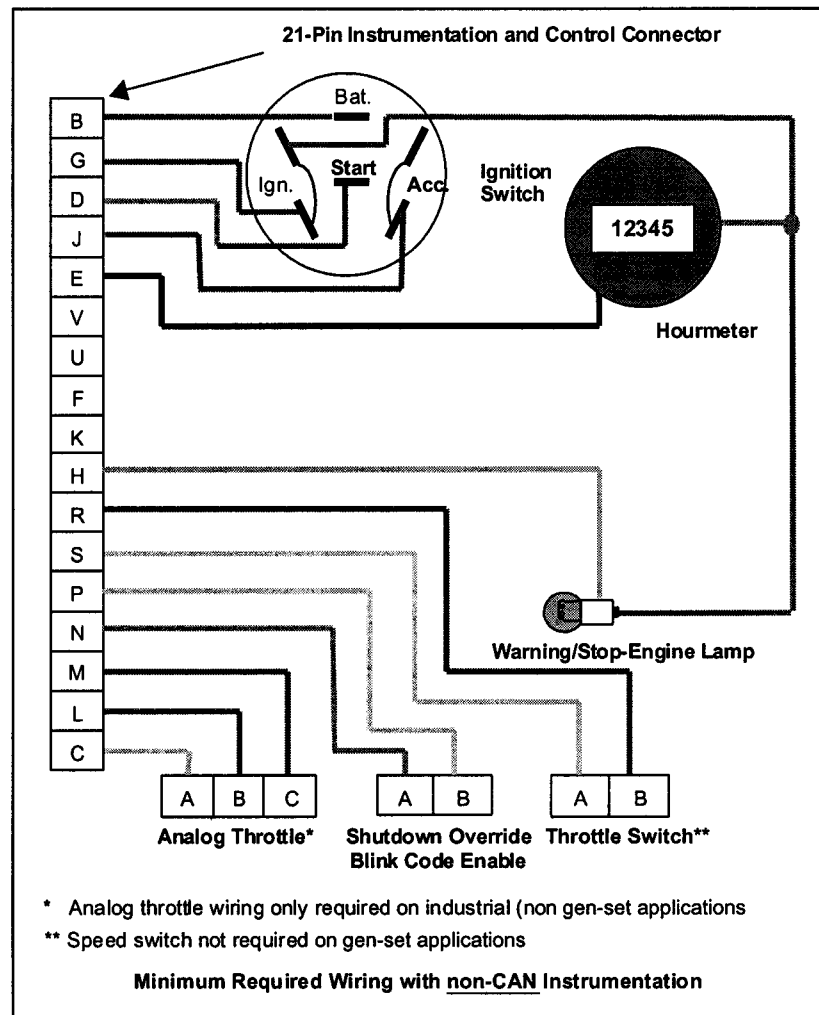 21-Pin Instrumentation and Control Connector
B
G
D
J
E
V
U
F
K
H
R
S
P
N
M
L
C
Bat.
Ign.
Start
Acc.
Ignition
Switch
12345
Hourmeter
Warning/Stop-Engine Lamp
A B C
Analog Throttle*
A B
Shutdown Override
Blink Code Enable
A B
Throttle Switch**
* Analog throttle wiring only required on industrial (non gen-set applications
** Speed switch not required on gen-set applications
Minimum Required Wiring with non-CAN Instrumentation